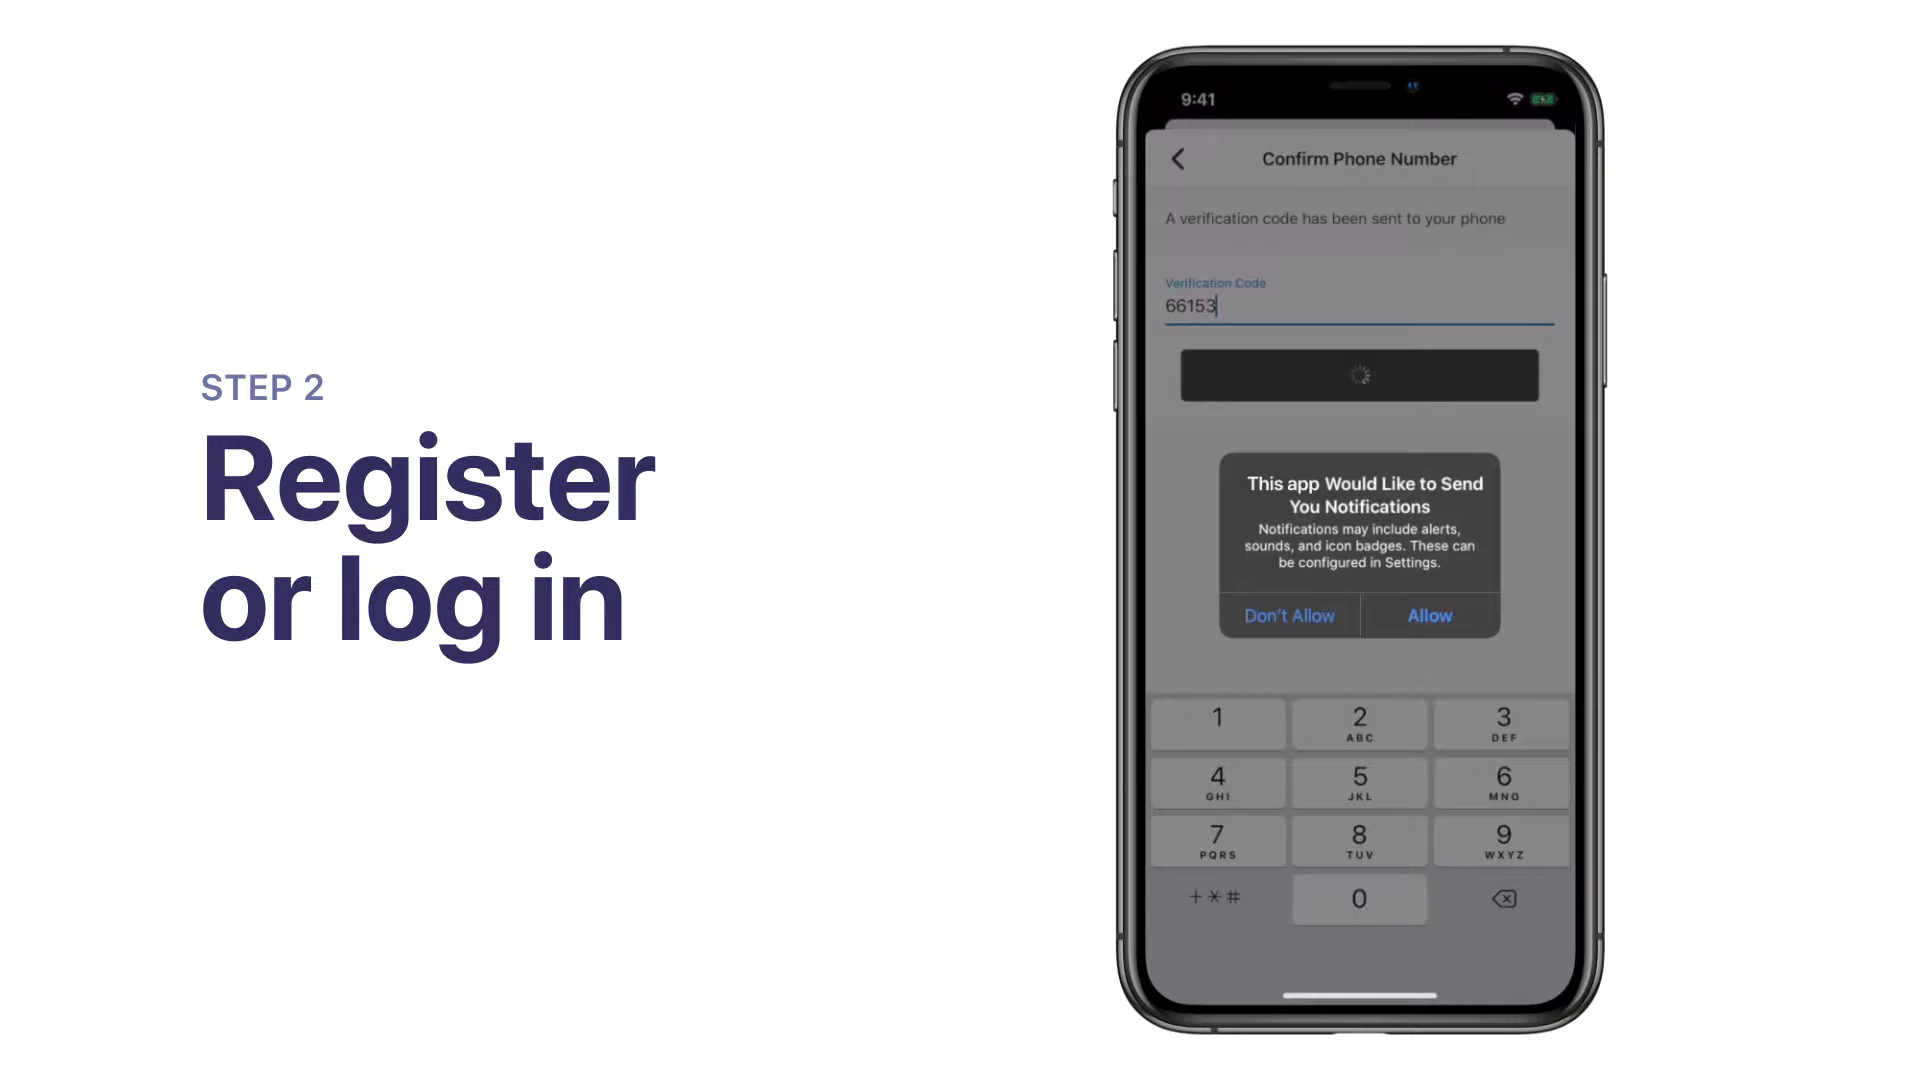 STEP 2
Register
or log in
9:41
Confirm Phone Number
A verification code has been sent to your phone
Verification Code
66153
This app Would Like to Send
You Notifications
Notifications may include alerts,
sounds, and icon badges. These can
be configured in Settings.
Don't Allow
Allow
1
2
ABC
3
DEF
4
GHI
5
JKL
6
MNO
7
PQRS
8
TUV
9
WXYZ
+*#
0